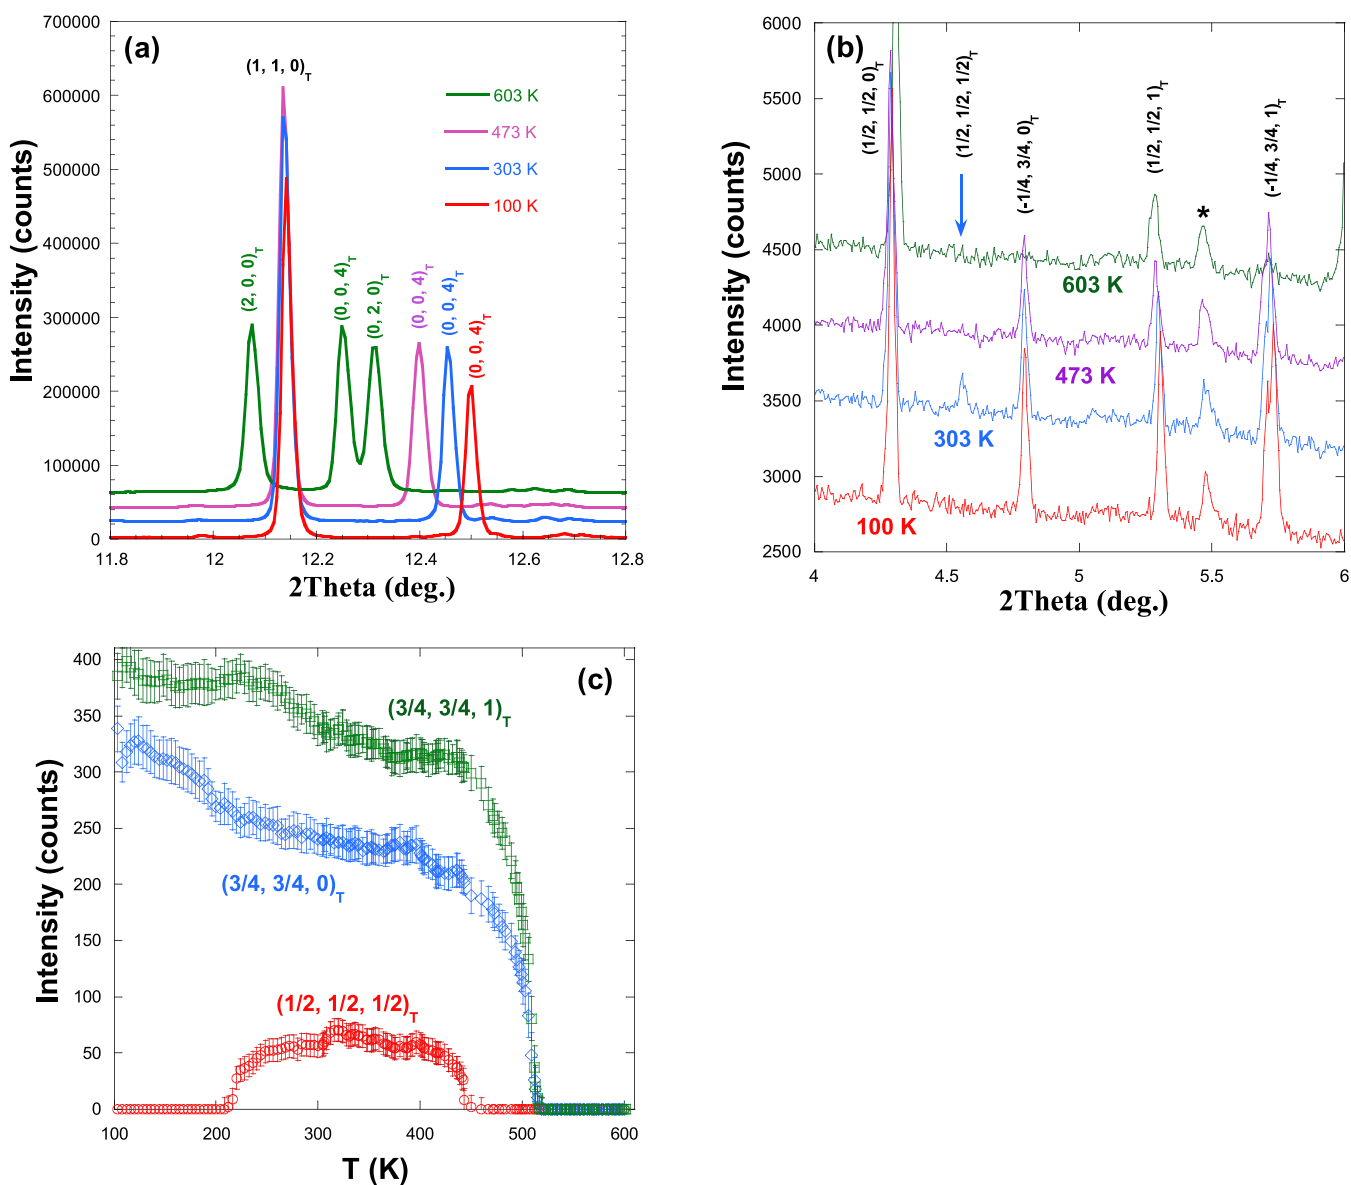 (a)
700000
600000
500000
400000
300000
200000
100000
0
Intensity (counts)
(1, 1, 0)T
603 K
473 K
303 K
100 K
(2, 0, 0)T
(0, 0, 4)T
(0, 2, 0)T
(0, 0, 4)T
(0, 0, 4)T
(0, 0, 4)T
11.8 12 12.2 12.4 12.6 12.8
2Theta (deg.)
(b)
6000
5500
5000
4500
4000
3500
3000
2500
Intensity (counts)
(1/2, 1/2, 0)T
(1/2, 1/2, 1/2)T
(-1/4, 3/4, 0)T
(1/2, 1/2, 1)T
(-1/4, 3/4, 1)T
*
603 K
473 K
303 K
100 K
4 4.5 5 5.5 6
2Theta (deg.)
(c)
400
350
300
250
200
150
100
50
0
Intensity (counts)
(3/4, 3/4, 1)T
(3/4, 3/4, 0)T
(1/2, 1/2, 1/2)T
100 200 300 400 500 600
T (K)